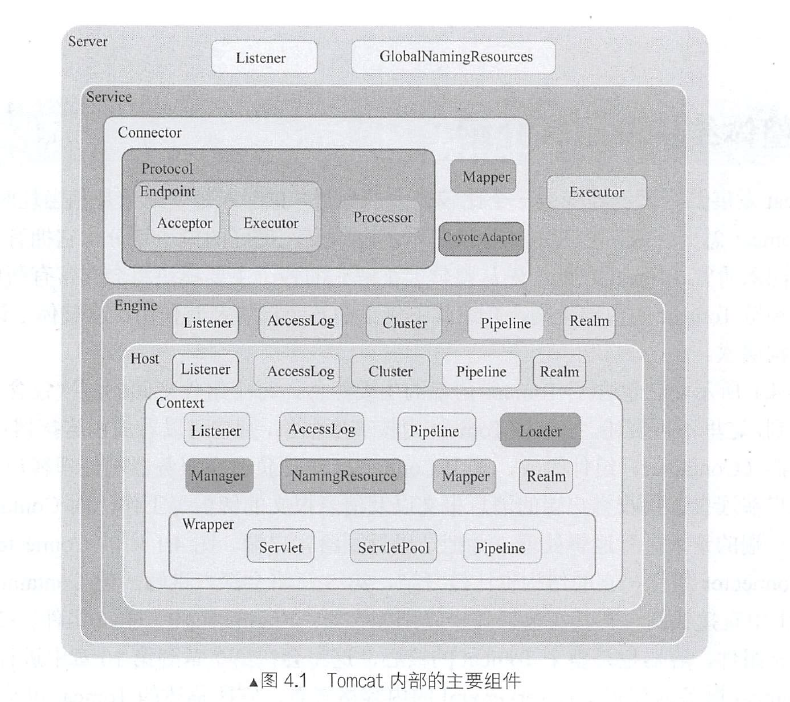 Server
Listener
GlobalNamingResources
Service
Connector
Protocol
Endpoint
Acceptor
Executor
Processor
Mapper
Coyote Adaptor
Executor
Engine
Listener
AccessLog
Cluster
Pipeline
Realm
Host
Listener
AccessLog
Cluster
Pipeline
Realm
Context
Listener
AccessLog
Pipeline
Loader
Manager
NamingResource
Mapper
Realm
Wrapper
Servlet
ServletPool
Pipeline
▲图 4.1 Tomcat 内部的主要组件